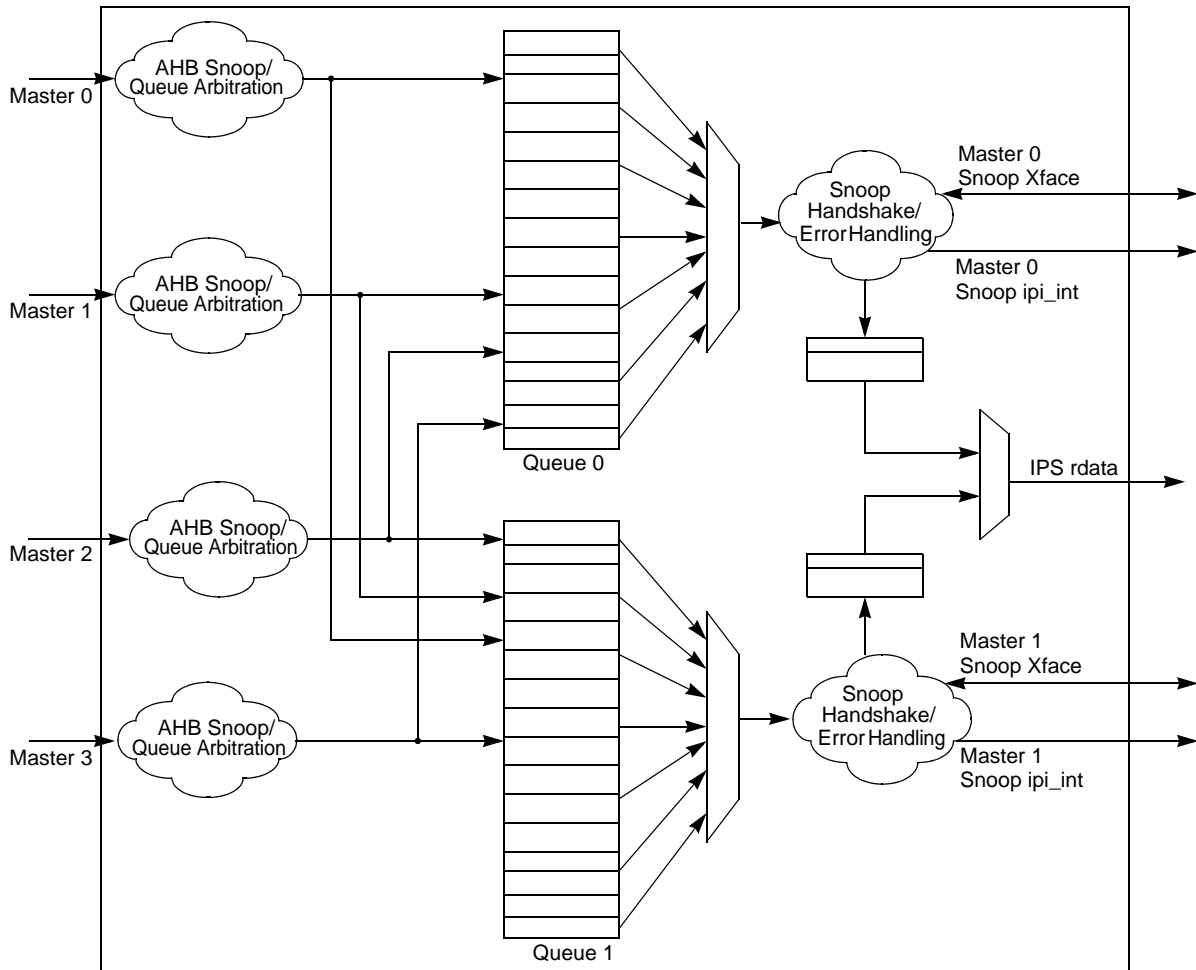 AHB Snoop/
Queue Arbitration
Master 0
AHB Snoop/
Queue Arbitration
Master 1
AHB Snoop/
Queue Arbitration
Master 2
AHB Snoop/
Queue Arbitration
Master 3
Queue 0
Queue 1
Snoop
Handshake/
Error Handling
Master 0
Snoop Xface
Master 0
Snoop ipi_int
IPS rdata
Snoop
Handshake/
Error Handling
Master 1
Snoop Xface
Master 1
Snoop ipi_int